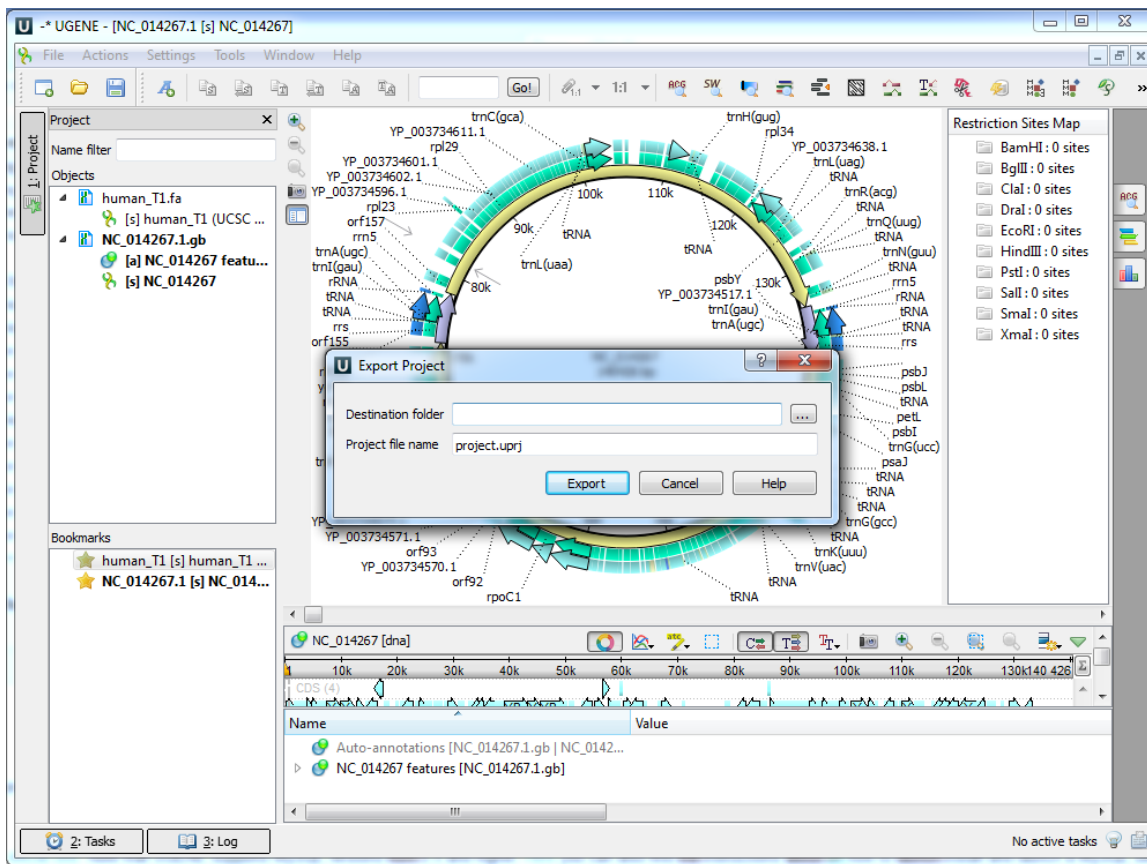 -* UGENE - [NC_014267.1 [s] NC_014267]
File Actions Settings Tools Window Help
Go! 1:1
1: Project
Project
Name filter
Objects
human_T1.fa
[s] human_T1 (UCSC ...
NC_014267.1.gb
[a] NC_014267 featu...
[s] NC_014267
Bookmarks
human_T1 [s] human_T1 ...
NC_014267.1 [s] NC_014...
trnC(gca)
YP_003734611.1
rpl29
YP_003734601.1
YP_003734602.1
YP_003734596.1
rpl23
orf157
rrn5
trnA(ugc)
trnI(gau)
rRNA
tRNA
tRNA
rrs
orf155
trnH(gug)
rpl34
YP_003734638.1
trnL(uag)
tRNA
trnR(acg)
tRNA
trnQ(uug)
tRNA
trnN(guu)
tRNA
rrn5
rRNA
tRNA
tRNA
rrs
psbJ
psbL
tRNA
petL
psbI
trnG(ucc)
psaJ
tRNA
tRNA
trnG(gcc)
trnK(uuu)
trnV(uac)
tRNA
tRNA
80k
90k
100k
110k
120k
130k
tRNA
trnL(uaa)
tRNA
psbY
YP_003734517.1
trnI(gau)
trnA(ugc)
YP_003734571.1
orf93
YP_003734570.1
orf92
rpoC1
Restriction Sites Map
BamHI : 0 sites
BglII : 0 sites
ClaI : 0 sites
DraI : 0 sites
EcoRI : 0 sites
HindIII : 0 sites
PstI : 0 sites
SalI : 0 sites
SmaI : 0 sites
XmaI : 0 sites
Export Project
Destination folder
...
Project file name project.uprj
Export Cancel Help
NC_014267 [dna]
1 10k 20k 30k 40k 50k 60k 70k 80k 90k 100k 110k 120k 130k 140 426
CDS (4)
Name Value
Auto-annotations [NC_014267.1.gb | NC_0142...
NC_014267 features [NC_014267.1.gb]
2: Tasks 3: Log No active tasks